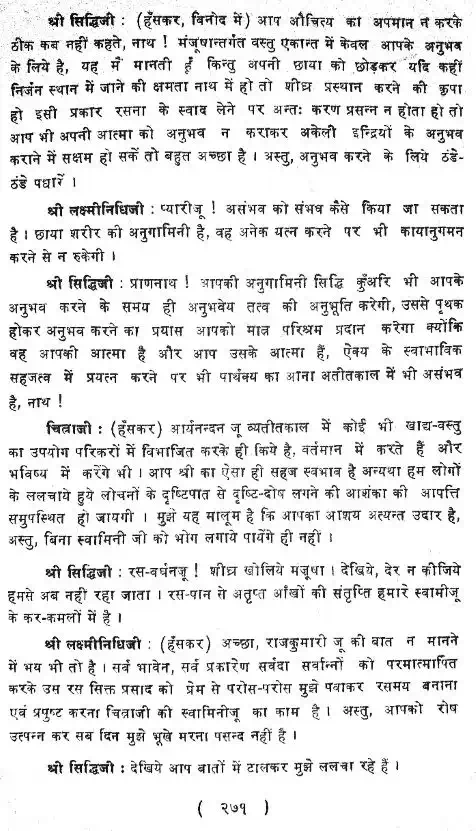 श्री सिद्धिजी : (हँसकर, विनोद में) आप औचित्य का अपमान न करके
ठीक कब नहीं कहते, नाथ ! मंजूषान्तर्गत वस्तु एकान्त में केवल आपके अनुभव
के लिये है, यह मैं मानती हूँ किन्तु अपनी छाया को छोड़कर यदि कहीं
निर्जन स्थान में जाने की क्षमता नाथ में हो तो शीघ्र प्रस्थान करने की कृपा
हो इसी प्रकार रसना के स्वाद लेने पर अन्तः करण प्रसन्न न होता हो तो
आप भी अपनी आत्मा को अनुभव न कराकर अकेली इन्द्रियों के अनुभव
कराने में सक्षम हो सकें तो बहुत अच्छा है । अस्तु, अनुभव करने के लिये ठंडे-
ठंडे पधारें ।
श्री लक्ष्मीनिधिजी : प्यारीजू ! असंभव को संभव कैसे किया जा सकता
है । छाया शरीर की अनुगामिनी है, वह अनेक यत्न करने पर भी कायानुगमन
करने से न रुकेगी ।
श्री सिद्धिजी : प्राणनाथ ! आपकी अनुगामिनी सिद्धि कुँअरि भी आपके
अनुभव करने के समय ही अनुभवेय तत्व की अनुभूति करेगी, उससे पृथक
होकर अनुभव करने का प्रयास आपको मात्र परिश्रम प्रदान करेगा क्योंकि
वह आपकी आत्मा है और आप उसके आत्मा हैं, ऐक्य के स्वाभाविक
सहजत्व में प्रयत्न करने पर भी पार्थक्य का आना अतीतकाल में भी असंभव
है, नाथ !
चित्राजी : (हँसकर) आर्यनन्दन जू व्यतीतकाल में कोई भी खाद्य-वस्तु
का उपयोग परिकरों में विभाजित करके ही किये है, वर्तमान में करते हैं और
भविष्य में करेंगे भी । आप श्री का ऐसा ही सहज स्वभाव है अन्यथा हम लोगों
के ललचाये हुये लोचनों के दृष्टिपात से दृष्टि-दोष लगने की आशंका की आपत्ति
समुपस्थित हो जायगी । मुझे यह मालूम है कि आपका आशय अत्यन्त उदार है,
अस्तु, बिना स्वामिनी जी को भोग लगाये पायेंगे ही नहीं ।
श्री सिद्धिजी : रस-वर्धनजू ! शीघ्र खोलिये मंजूषा । देखिये, देर न कीजिये
हमसे अब नहीं रहा जाता । रस-पान से अतृप्त आँखों की संतृप्ति हमारे स्वामीजू
के कर-कमलों में है ।
श्री लक्ष्मीनिधिजी : (हँसकर) अच्छा, राजकुमारी जू की बात न मानने
में भय भी तो है । सर्व भावेन, सर्व प्रकारेण सर्वदा सर्वान्नों को परमात्मार्पित
करके उस रस सिक्त प्रसाद को प्रेम से परोस-परोस मुझे पवाकर रसमय बनाना
एवं प्रपुष्ट करना चित्राजी की स्वामिनीजू का काम है । अस्तु, आपको रोष
उत्पन्न कर सब दिन मुझे भूखे मरना पसन्द नहीं है ।
श्री सिद्धिजी : देखिये आप बातों में टालकर मुझे ललचा रहे हैं ।
( २७१ )